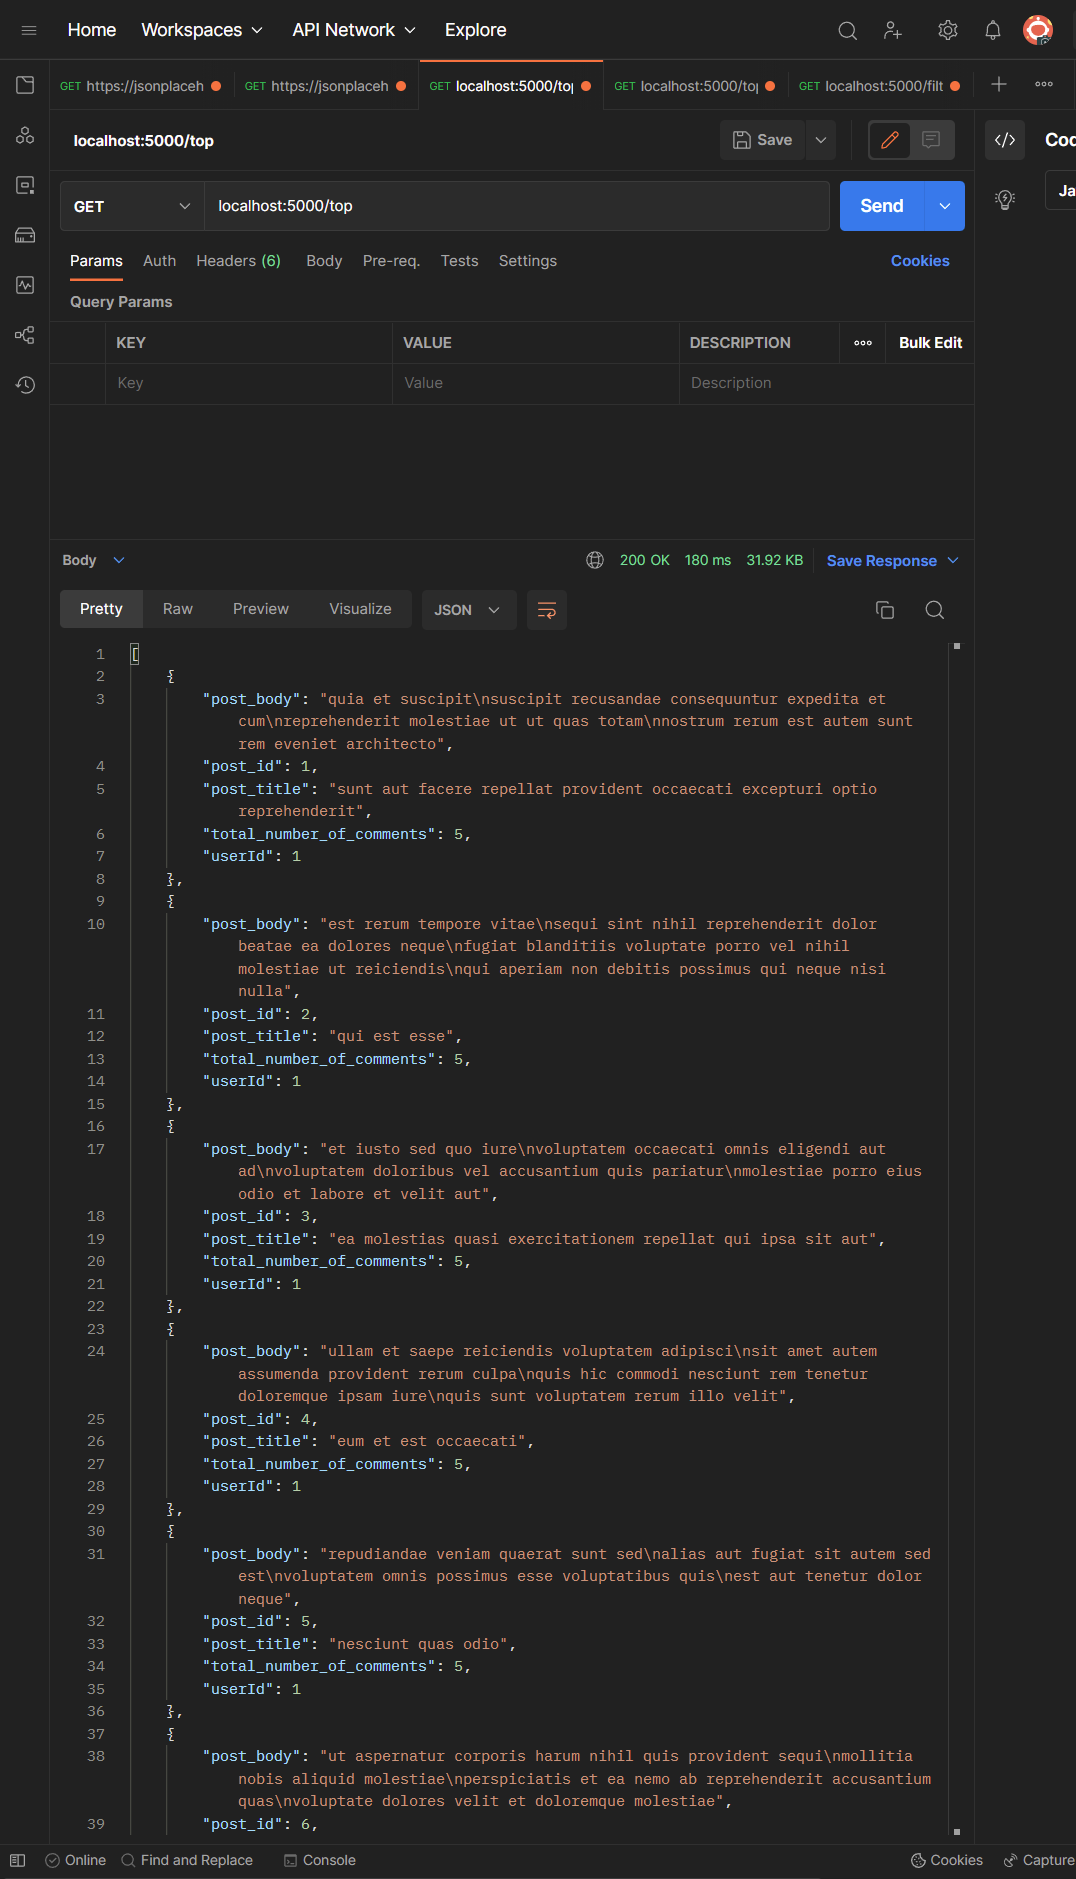 Home Workspaces API Network Explore
GET https://jsonplaceh GET https://jsonplaceh GET localhost:5000/top GET localhost:5000/top GET localhost:5000/filt
localhost:5000/top Save
GET localhost:5000/top Send
Params Auth Headers (6) Body Pre-req. Tests Settings Cookies
Query Params
KEY VALUE DESCRIPTION Bulk Edit
Key Value Description
Body 200 OK 180 ms 31.92 KB Save Response
Pretty Raw Preview Visualize JSON
1 [
2 {
3 "post_body": "quia et suscipit\nsuscipit recusandae consequuntur expedita et
cum\nreprehenderit molestiae ut ut quas totam\nnostrum rerum est autem sunt
rem eveniet architecto",
4 "post_id": 1,
5 "post_title": "sunt aut facere repellat provident occaecati excepturi optio
reprehenderit",
6 "total_number_of_comments": 5,
7 "userId": 1
8 },
9 {
10 "post_body": "est rerum tempore vitae\nsequi sint nihil reprehenderit dolor
beatae ea dolores neque\nfugiat blanditiis voluptate porro vel nihil
molestiae ut reiciendis\nqui aperiam non debitis possimus qui neque nisi
nulla",
11 "post_id": 2,
12 "post_title": "qui est esse",
13 "total_number_of_comments": 5,
14 "userId": 1
15 },
16 {
17 "post_body": "et iusto sed quo iure\nvoluptatem occaecati omnis eligendi aut
ad\nvoluptatem doloribus vel accusantium quis pariatur\nmolestiae porro eius
odio et labore et velit aut",
18 "post_id": 3,
19 "post_title": "ea molestias quasi exercitationem repellat qui ipsa sit aut",
20 "total_number_of_comments": 5,
21 "userId": 1
22 },
23 {
24 "post_body": "ullam et saepe reiciendis voluptatem adipisci\nsit amet autem
assumenda provident rerum culpa\nquis hic commodi nesciunt rem tenetur
doloremque ipsam iure\nquis sunt voluptatem rerum illo velit",
25 "post_id": 4,
26 "post_title": "eum et est occaecati",
27 "total_number_of_comments": 5,
28 "userId": 1
29 },
30 {
31 "post_body": "repudiandae veniam quaerat sunt sed\nalias aut fugiat sit autem sed
est\nvoluptatem omnis possimus esse voluptatibus quis\nest aut tenetur dolor
neque",
32 "post_id": 5,
33 "post_title": "nesciunt quas odio",
34 "total_number_of_comments": 5,
35 "userId": 1
36 },
37 {
38 "post_body": "ut aspernatur corporis harum nihil quis provident sequi\nmollitia
nobis aliquid molestiae\nperspiciatis et ea nemo ab reprehenderit accusantium
quas\nvoluptate dolores velit et doloremque molestiae",
39 "post_id": 6,
Online Find and Replace Console Cookies Capture